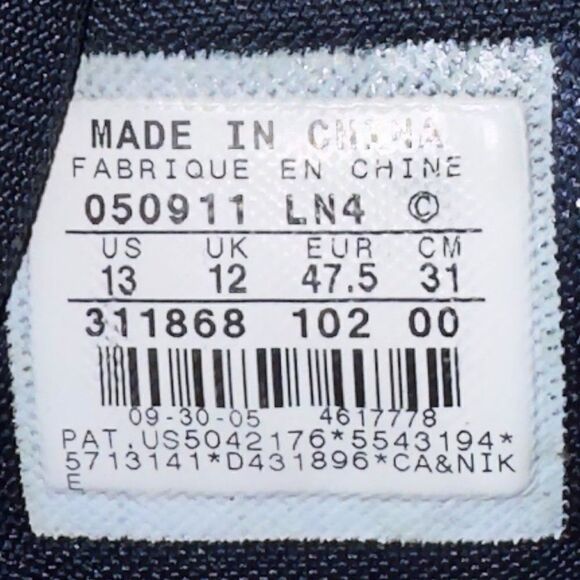 MADE IN CHINA
FABRIQUE EN CHINE
050911 LN4 ©
US UK EUR CM
13 12 47.5 31
311868 102 00
09-30-05 4617778
PAT.US5042176*5543194*
5713141*D431896*CA&NIK
E